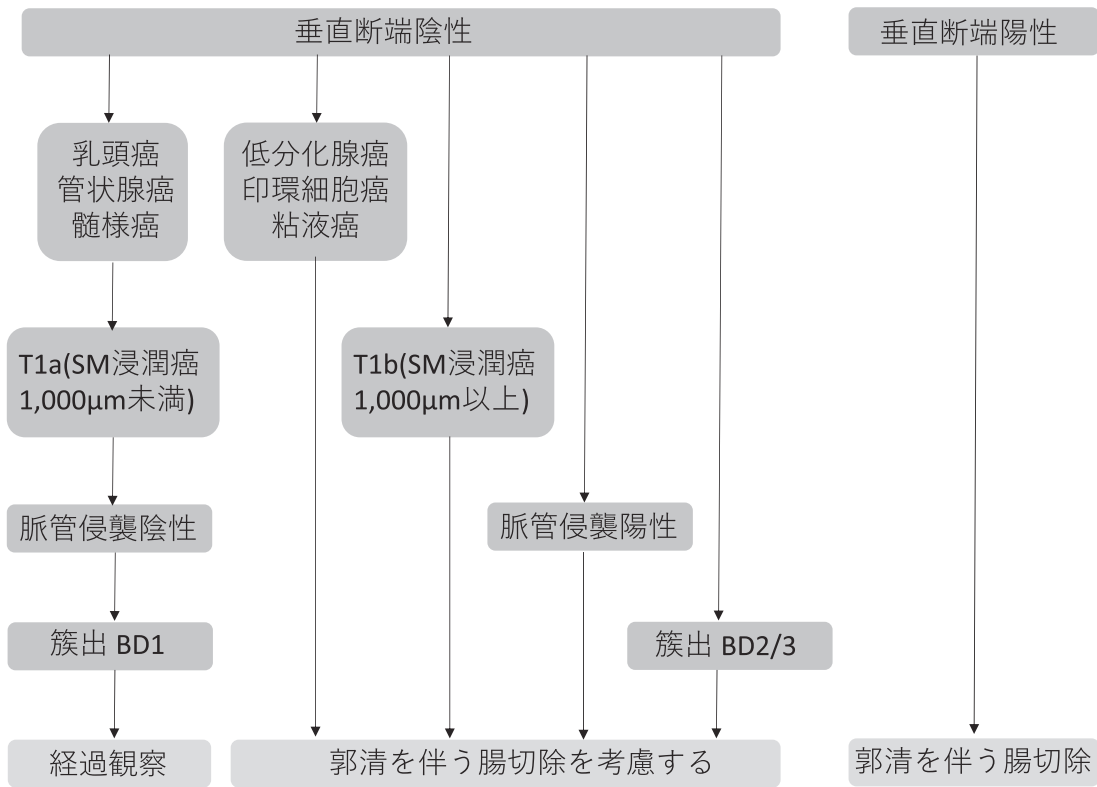 垂直断端陰性
垂直断端陽性
乳頭癌
管状腺癌
髄様癌
低分化腺癌
印環細胞癌
粘液癌
T1a(SM浸潤癌
1,000μm未満)
T1b(SM浸潤癌
1,000μm以上)
脈管侵襲陰性
脈管侵襲陽性
簇出 BD1
簇出 BD2/3
経過観察
郭清を伴う腸切除を考慮する
郭清を伴う腸切除